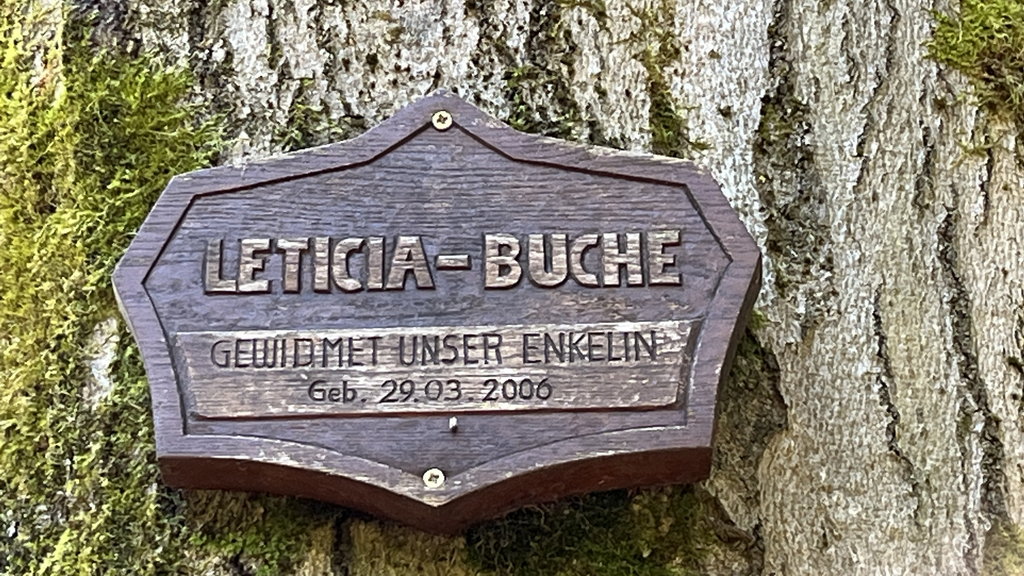 LETICIA-BUCHE
GEWIDMET UNSER ENKELIN
Geb. 29.03.2006